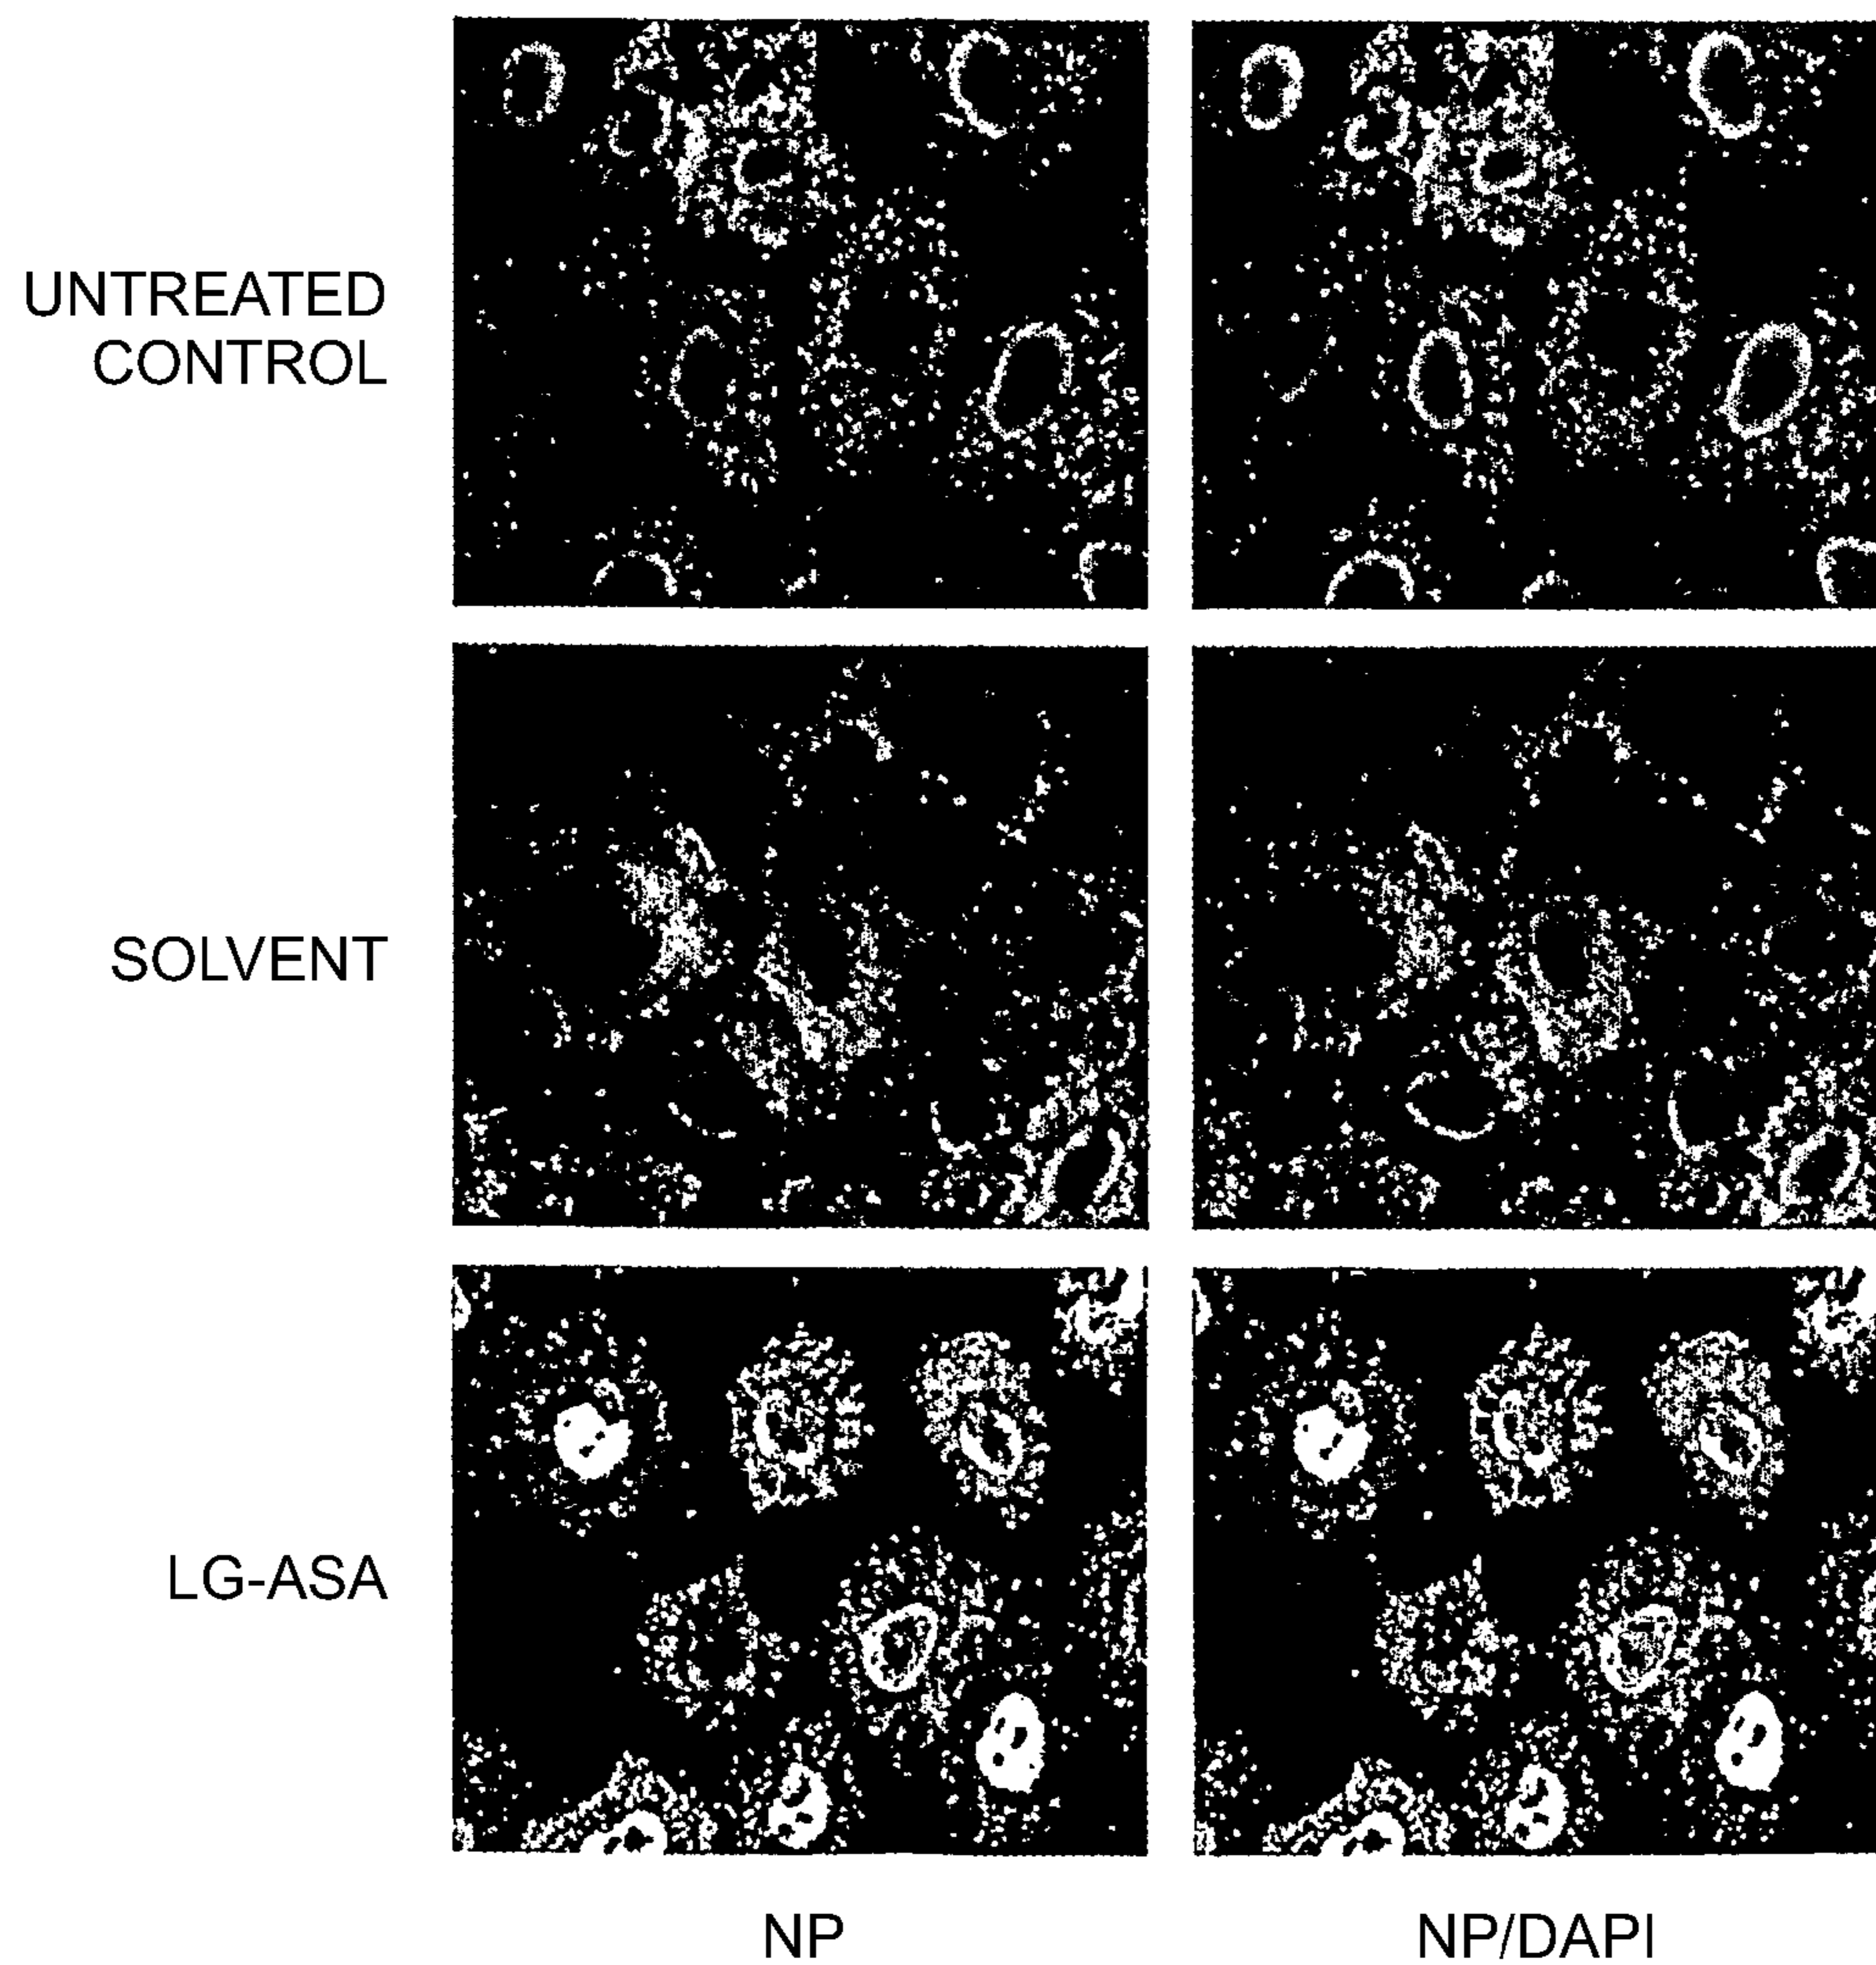 UNTREATED
CONTROL
SOLVENT
LG-ASA
NP
NP/DAPI